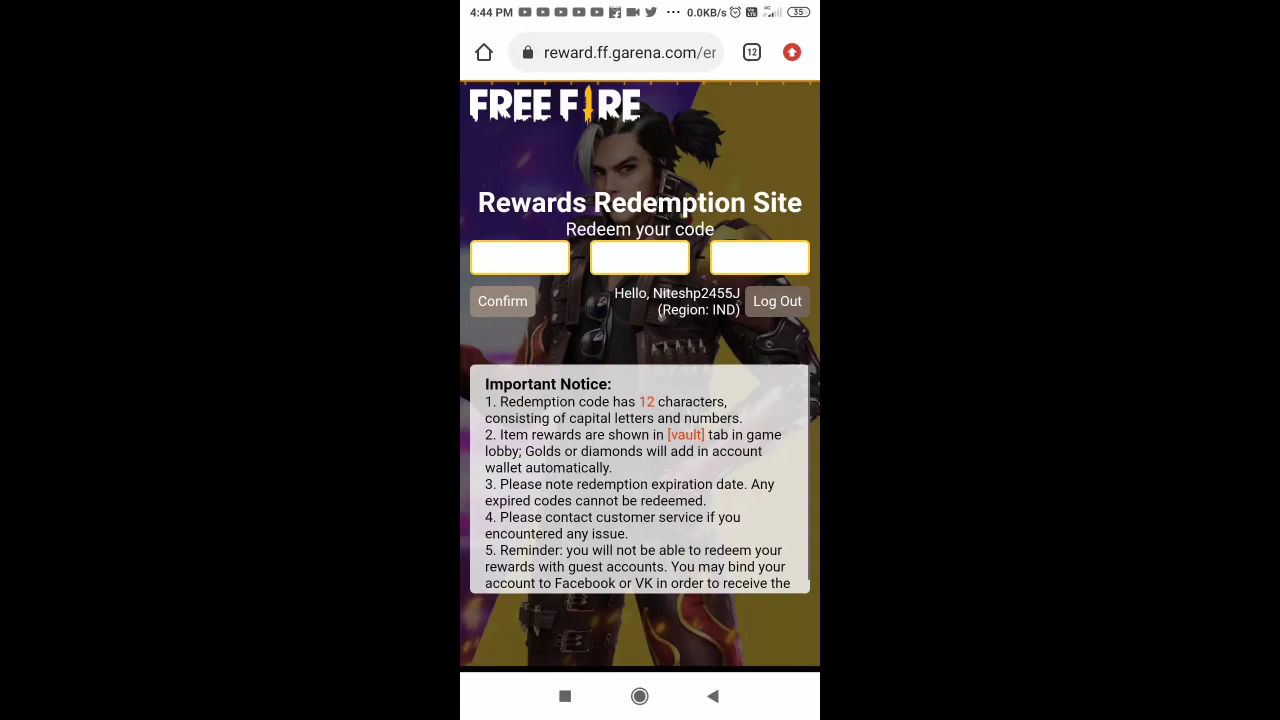 4:44 PM ... 0.0KB/s 4G 35
reward.ff.garena.com/er 12
FREE FIRE
Rewards Redemption Site
Redeem your code
- -
Confirm
Hello, Niteshp2455J
(Region: IND)
Log Out
Important Notice:
1. Redemption code has 12 characters,
consisting of capital letters and numbers.
2. Item rewards are shown in [vault] tab in game
lobby; Golds or diamonds will add in account
wallet automatically.
3. Please note redemption expiration date. Any
expired codes cannot be redeemed.
4. Please contact customer service if you
encountered any issue.
5. Reminder: you will not be able to redeem your
rewards with guest accounts. You may bind your
account to Facebook or VK in order to receive the